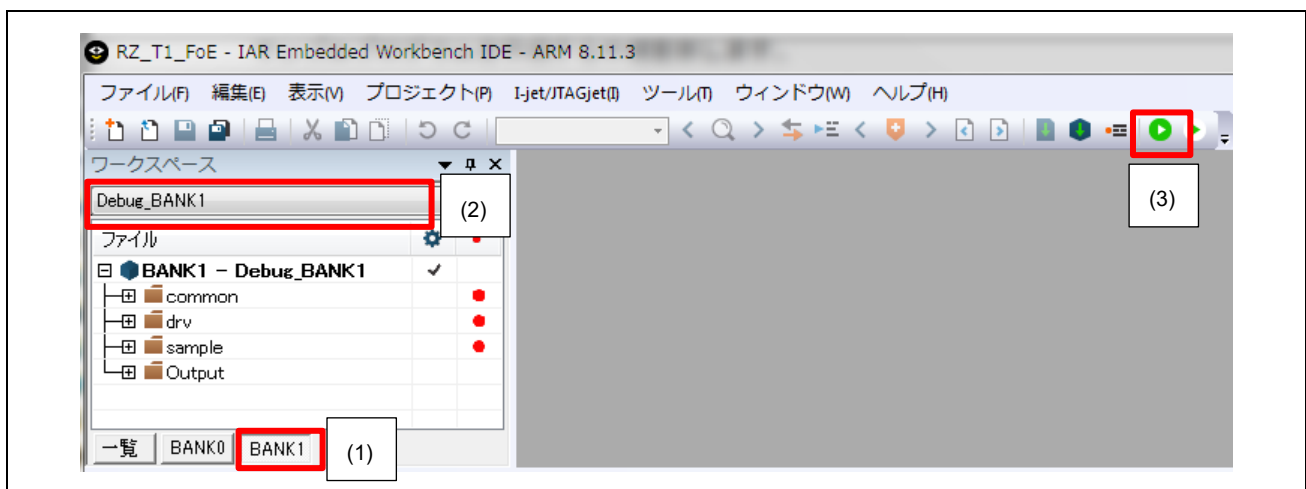 RZ_T1_FoE - IAR Embedded Workbench IDE - ARM 8.11.3
ファイル(F) 編集(E) 表示(V) プロジェクト(P) I-jet/JTAGjet(I) ツール(T) ウィンドウ(W) ヘルプ(H)
ワークスペース
Debug_BANK1
(2)
(3)
ファイル
BANK1 - Debug_BANK1
common
drv
sample
Output
一覧 BANK0 BANK1
(1)